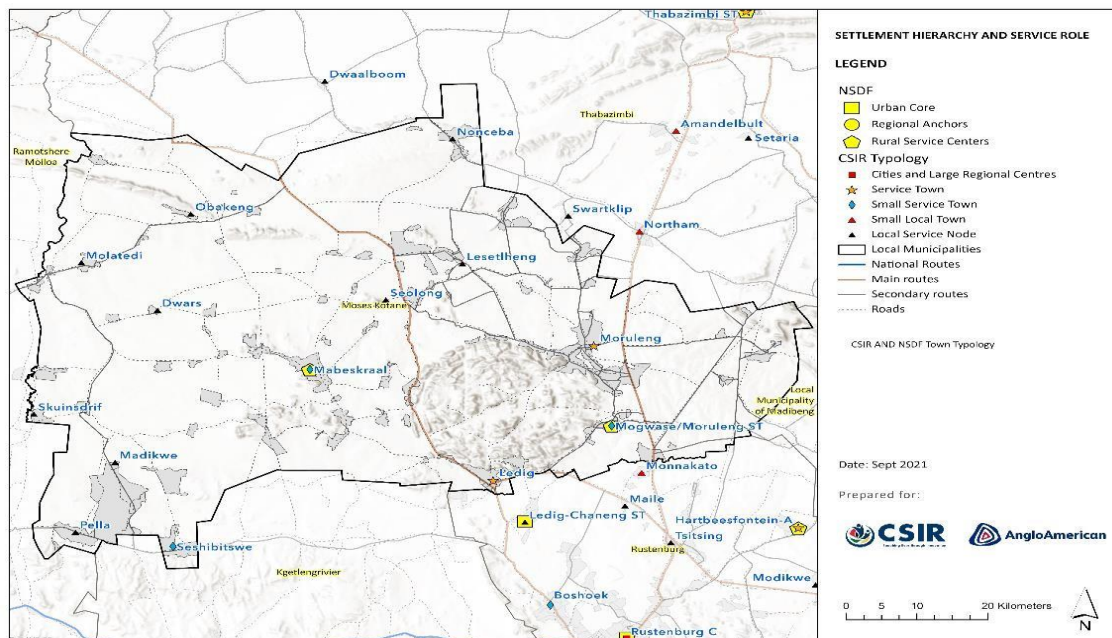 Thabazimbi ST
Dwaalboom
Thabazimbi
Nonceba
Amandelbult
Setaria
Ramotshere
Moiloa
Obakeng
Swartklip
Northam
Molatedi
Lesetlheng
Dwars
Seolong
Moses Kotane
Moruleng
Mabeskraal
Local
Municipality
of Madibeng
Skuinsdrif
Mogwase/Moruleng ST
Madikwe
Ledig
Monnakato
Maile
Ledig-Chaneng ST
Hartbeesfontein-A
Pella
Tsitsing
Seshibitswe
Rustenburg
Kgetlengrivier
Modikwe
Boshoek
Rustenburg C
SETTLEMENT HIERARCHY AND SERVICE ROLE
LEGEND
NSDF
Urban Core
Regional Anchors
Rural Service Centers
CSIR Typology
Cities and Large Regional Centres
Service Town
Small Service Town
Small Local Town
Local Service Node
Local Municipalities
National Routes
Main routes
Secondary routes
Roads
CSIR AND NSDF Town Typology
Date: Sept 2021
Prepared for:
CSIR
AngloAmerican
0 5 10 20 Kilometers
N